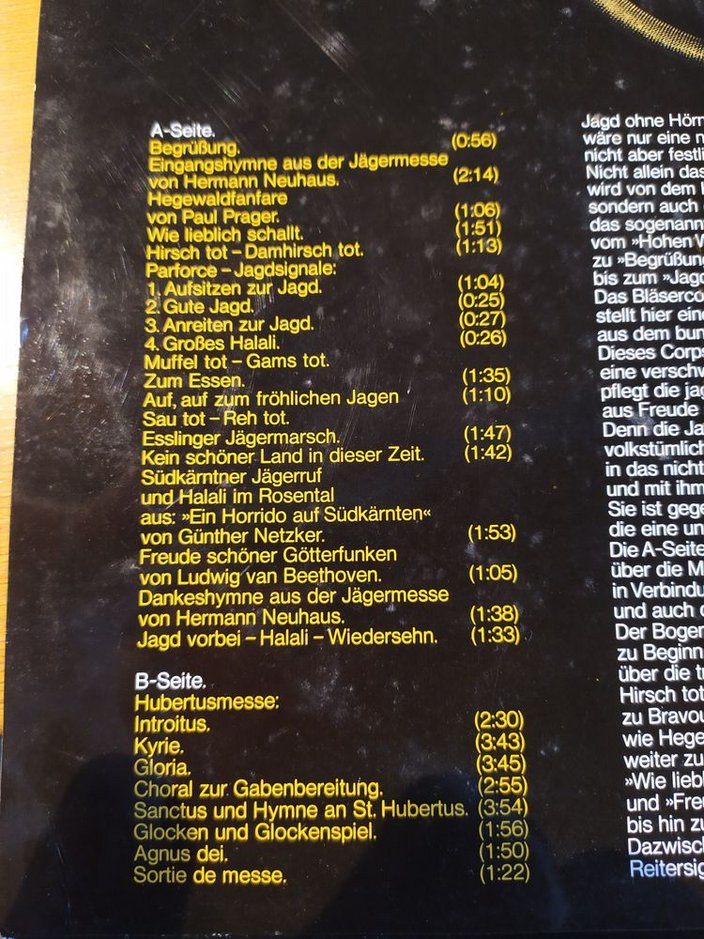 A-Seite.
Begrüßung. (0:56)
Eingangshymne aus der Jägermesse
von Hermann Neuhaus. (2:14)
Hegewaldfanfare
von Paul Prager. (1:06)
Wie lieblich schallt. (1:51)
Hirsch tot – Damhirsch tot. (1:13)
Parforce – Jagdsignale:
1. Aufsitzen zur Jagd. (1:04)
2. Gute Jagd. (0:25)
3. Anreiten zur Jagd. (0:27)
4. Großes Halali. (0:26)
Muffel tot – Gams tot.
Zum Essen. (1:35)
Auf, auf zum fröhlichen Jagen (1:10)
Sau tot – Reh tot.
Esslinger Jägermarsch. (1:47)
Kein schöner Land in dieser Zeit. (1:42)
Südkärntner Jägerruf
und Halali im Rosental
aus: »Ein Horrido auf Südkärnten«
von Günther Netzker. (1:53)
Freude schöner Götterfunken
von Ludwig van Beethoven. (1:05)
Dankeshymne aus der Jägermesse
von Hermann Neuhaus. (1:38)
Jagd vorbei – Halali – Wiedersehn. (1:33)
B-Seite.
Hubertusmesse:
Introitus. (2:30)
Kyrie. (3:43)
Gloria. (3:45)
Choral zur Gabenbereitung. (2:55)
Sanctus und Hymne an St. Hubertus. (3:54)
Glocken und Glockenspiel. (1:56)
Agnus dei. (1:50)
Sortie de messe. (1:22)
Jagd ohne Hörn
wäre nur eine
nicht aber festli
Nicht allein das
wird von dem
sondern auch
das sogenann
vom »Hohen W
zu »Begrüßun
bis zum »Jagd
Das Bläserco
stellt hier ein
aus dem bun
Dieses Corp
eine verschw
pflegt die jag
aus Freude
Denn die Ja
volkstümlich
in das nicht
und mit ihm
Sie ist gege
die eine un
Die A-Seite
über die M
in Verbindu
und auch
Der Bogen
zu Beginn
über die tr
Hirsch tot
zu Bravou
wie Hege
weiter zu
»Wie liebl
und »Freu
bis hin zu
Dazwisch
Reitersig